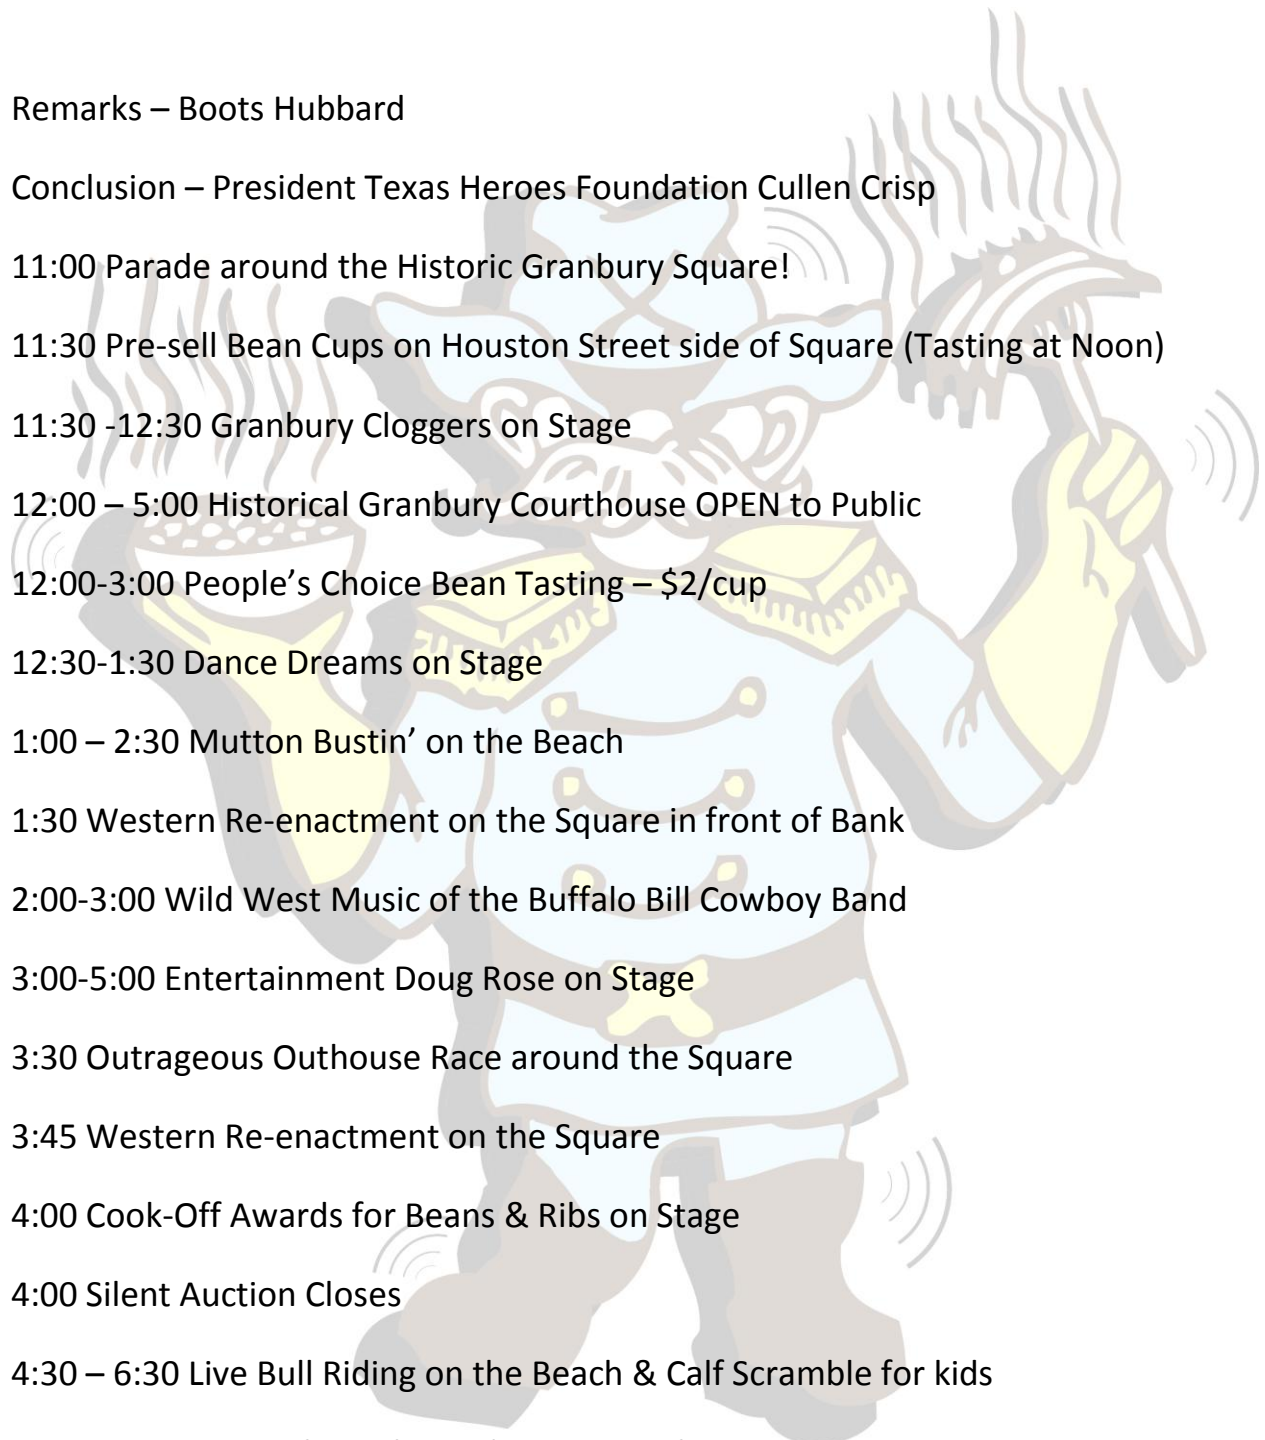 Remarks – Boots Hubbard
Conclusion – President Texas Heroes Foundation Cullen Crisp
11:00 Parade around the Historic Granbury Square!
11:30 Pre-sell Bean Cups on Houston Street side of Square (Tasting at Noon)
11:30 -12:30 Granbury Cloggers on Stage
12:00 – 5:00 Historical Granbury Courthouse OPEN to Public
12:00-3:00 People’s Choice Bean Tasting – $2/cup
12:30-1:30 Dance Dreams on Stage
1:00 – 2:30 Mutton Bustin’ on the Beach
1:30 Western Re-enactment on the Square in front of Bank
2:00-3:00 Wild West Music of the Buffalo Bill Cowboy Band
3:00-5:00 Entertainment Doug Rose on Stage
3:30 Outrageous Outhouse Race around the Square
3:45 Western Re-enactment on the Square
4:00 Cook-Off Awards for Beans & Ribs on Stage
4:00 Silent Auction Closes
4:30 – 6:30 Live Bull Riding on the Beach & Calf Scramble for kids